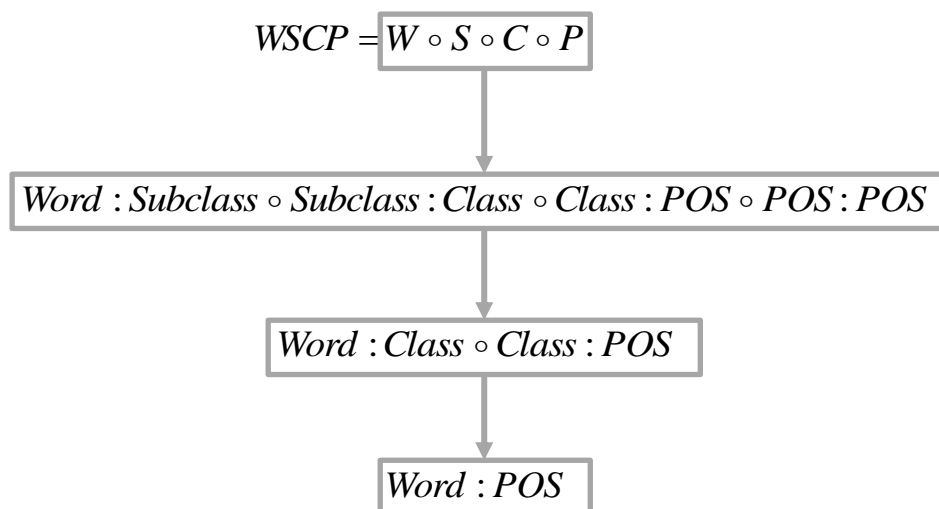 WSCP = W ∘ S ∘ C ∘ P
Word : Subclass ∘ Subclass : Class ∘ Class : POS ∘ POS : POS
Word : Class ∘ Class : POS
Word : POS